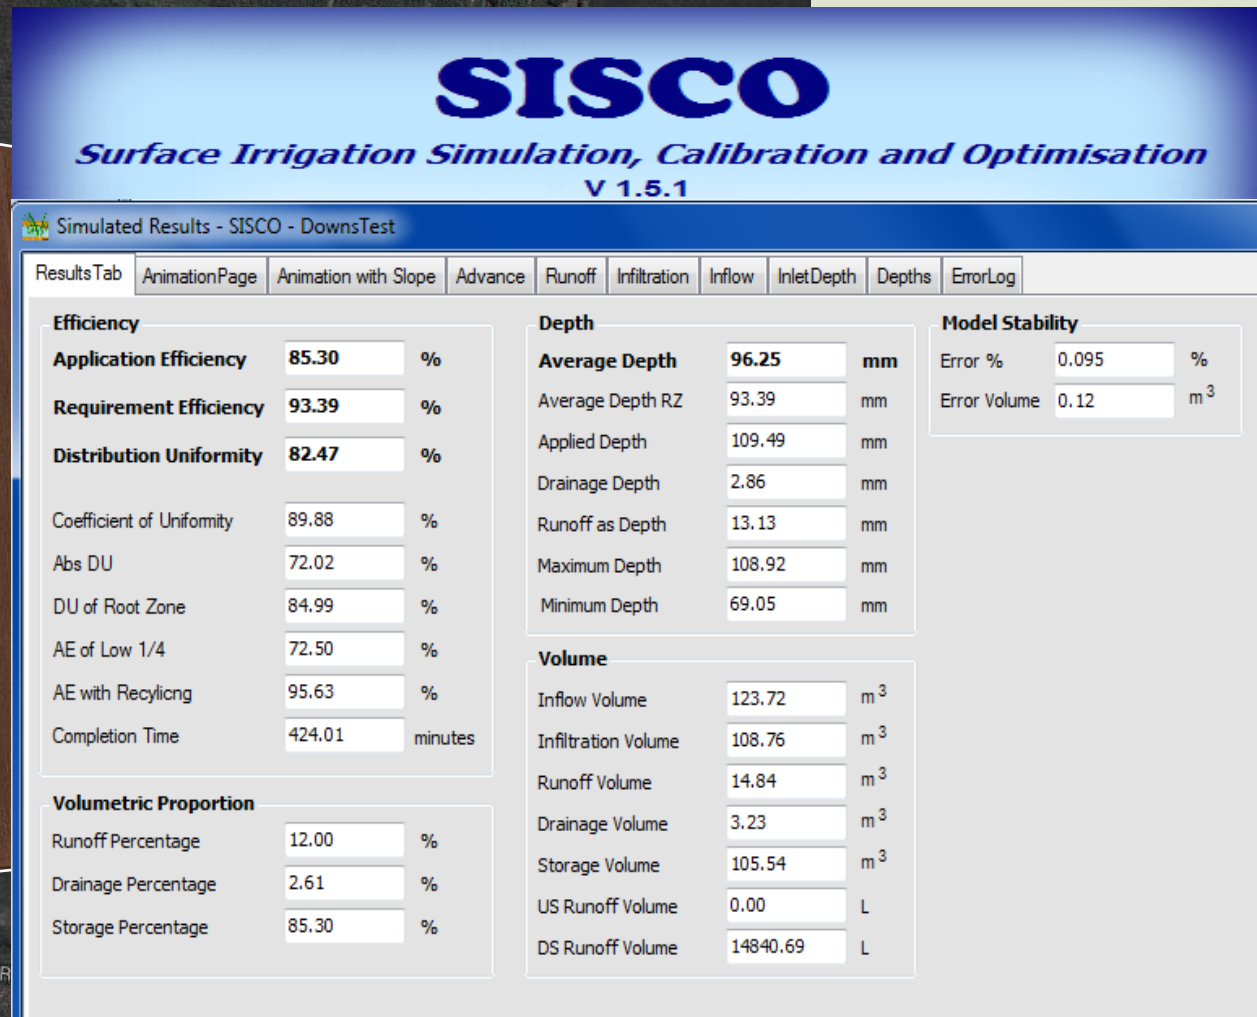 SISCO
Surface Irrigation Simulation, Calibration and Optimisation
V 1.5.1
Simulated Results - SISCO - DownsTest
ResultsTab AnimationPage Animation with Slope Advance Runoff Infiltration Inflow InletDepth Depths ErrorLog
Efficiency
Application Efficiency 85.30 %
Requirement Efficiency 93.39 %
Distribution Uniformity 82.47 %
Coefficient of Uniformity 89.88 %
Abs DU 72.02 %
DU of Root Zone 84.99 %
AE of Low 1/4 72.50 %
AE with Recylicng 95.63 %
Completion Time 424.01 minutes
Volumetric Proportion
Runoff Percentage 12.00 %
Drainage Percentage 2.61 %
Storage Percentage 85.30 %
Depth
Average Depth 96.25 mm
Average Depth RZ 93.39 mm
Applied Depth 109.49 mm
Drainage Depth 2.86 mm
Runoff as Depth 13.13 mm
Maximum Depth 108.92 mm
Minimum Depth 69.05 mm
Volume
Inflow Volume 123.72 m³
Infiltration Volume 108.76 m³
Runoff Volume 14.84 m³
Drainage Volume 3.23 m³
Storage Volume 105.54 m³
US Runoff Volume 0.00 L
DS Runoff Volume 14840.69 L
Model Stability
Error % 0.095 %
Error Volume 0.12 m³
R